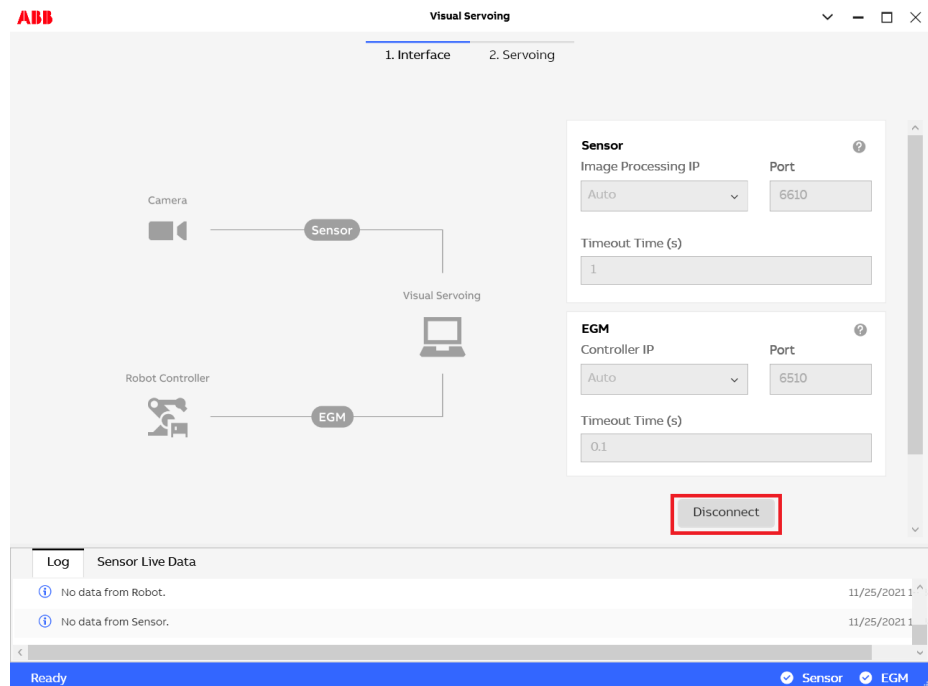 ABB
Visual Servoing
1. Interface
2. Servoing
Camera
Sensor
Visual Servoing
Robot Controller
EGM
Sensor
Image Processing IP
Port
Auto
6610
Timeout Time (s)
1
EGM
Controller IP
Port
Auto
6510
Timeout Time (s)
0.1
Disconnect
Log
Sensor Live Data
No data from Robot.
11/25/2021
No data from Sensor.
11/25/2021
Ready
Sensor
EGM